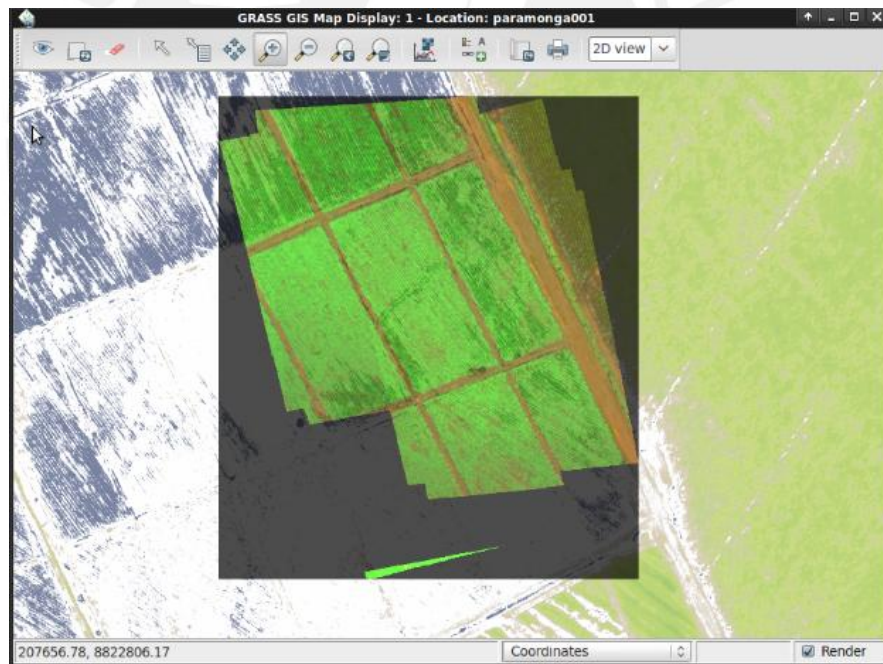 GRASS GIS Map Display: 1 - Location: paramonga001
2D view
207656.78, 8822806.17
Coordinates
Render